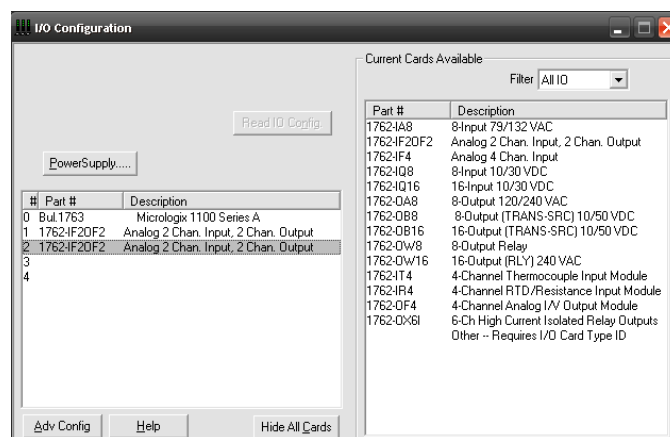 I/O Configuration
Current Cards Available
Filter All IO
Read IO Config.
PowerSupply.....
# Part # Description
0 Bul.1763 Micrologix 1100 Series A
1 1762-IF2OF2 Analog 2 Chan. Input, 2 Chan. Output
2 1762-IF2OF2 Analog 2 Chan. Input, 2 Chan. Output
3
4
Adv Config Help Hide All Cards
Part # Description
1762-IA8 8-Input 79/132 VAC
1762-IF2OF2 Analog 2 Chan. Input, 2 Chan. Output
1762-IF4 Analog 4 Chan. Input
1762-IQ8 8-Input 10/30 VDC
1762-IQ16 16-Input 10/30 VDC
1762-OA8 8-Output 120/240 VAC
1762-OB8 8-Output (TRANS-SRC) 10/50 VDC
1762-OB16 16-Output (TRANS-SRC) 10/50 VDC
1762-OW8 8-Output Relay
1762-OW16 16-Output (RLY) 240 VAC
1762-IT4 4-Channel Thermocouple Input Module
1762-IR4 4-Channel RTD/Resistance Input Module
1762-OF4 4-Channel Analog I/V Output Module
1762-OX6I 6-Ch High Current Isolated Relay Outputs
Other -- Requires I/O Card Type ID